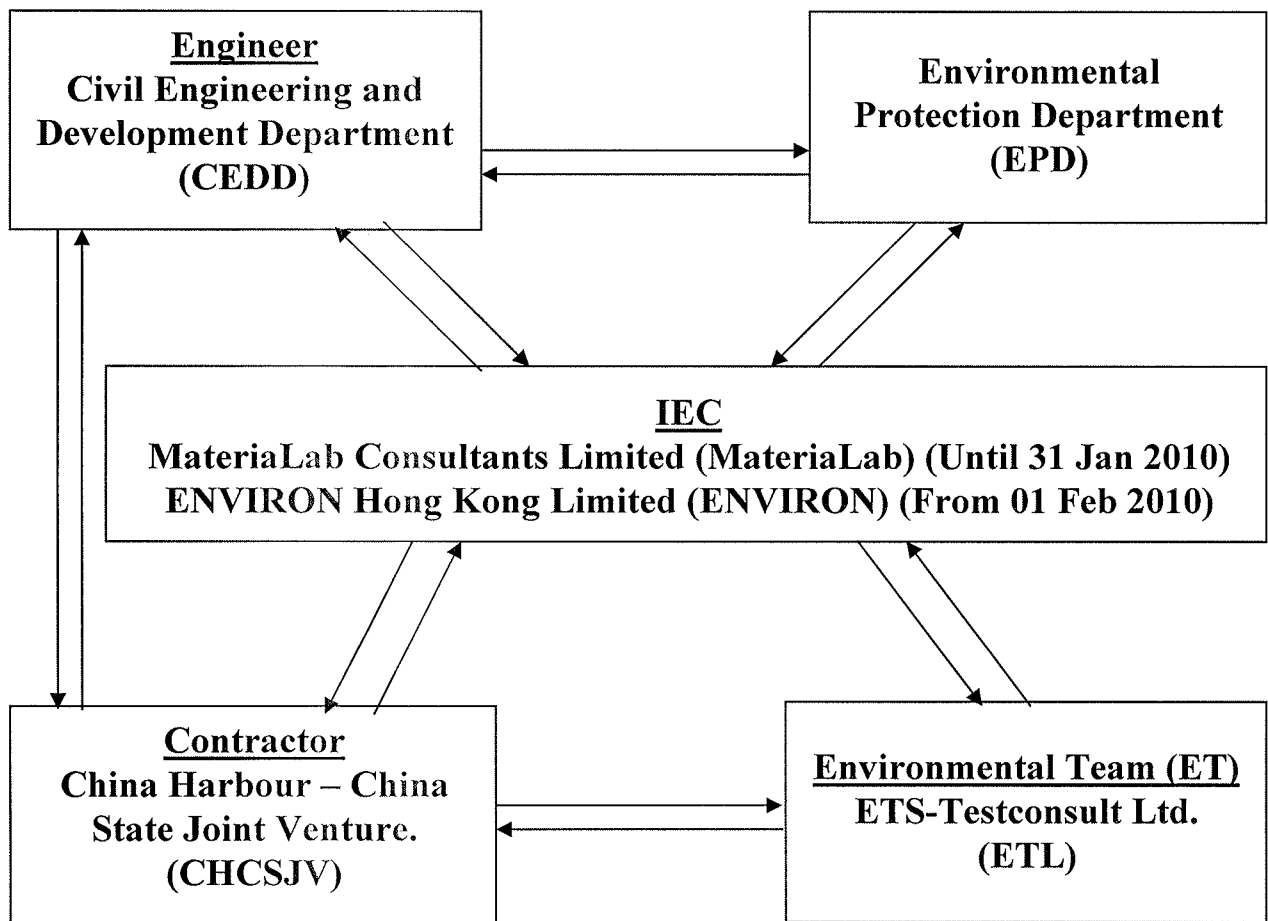 Engineer
Civil Engineering and
Development Department
(CEDD)
Environmental
Protection Department
(EPD)
IEC
MateriaLab Consultants Limited (MateriaLab) (Until 31 Jan 2010)
ENVIRON Hong Kong Limited (ENVIRON) (From 01 Feb 2010)
Contractor
China Harbour – China
State Joint Venture.
(CHCSJV)
Environmental Team (ET)
ETS-Testconsult Ltd.
(ETL)